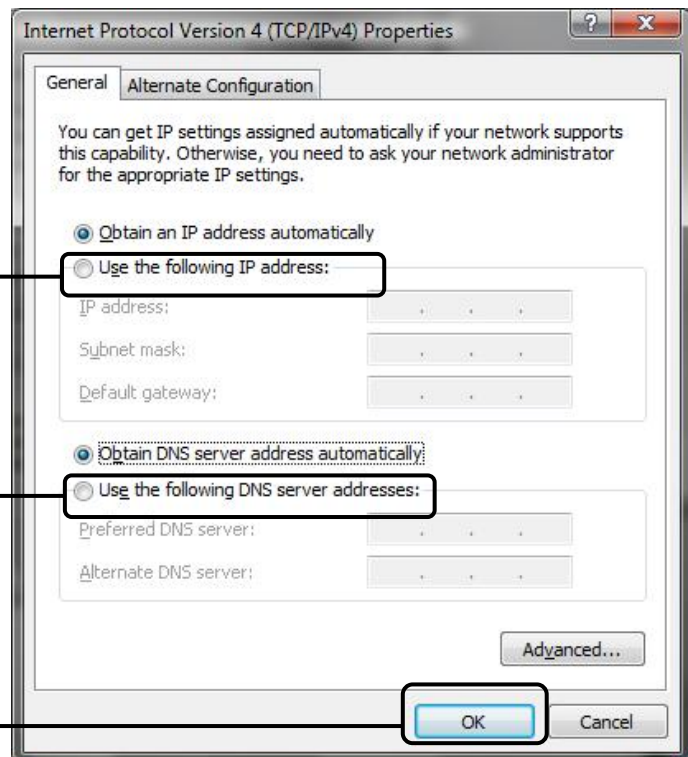 Internet Protocol Version 4 (TCP/IPv4) Properties
?
X
General
Alternate Configuration
You can get IP settings assigned automatically if your network supports
this capability. Otherwise, you need to ask your network administrator
for the appropriate IP settings.
Obtain an IP address automatically
Use the following IP address:
IP address:
Subnet mask:
Default gateway:
Obtain DNS server address automatically
Use the following DNS server addresses:
Preferred DNS server:
Alternate DNS server:
Advanced...
OK
Cancel